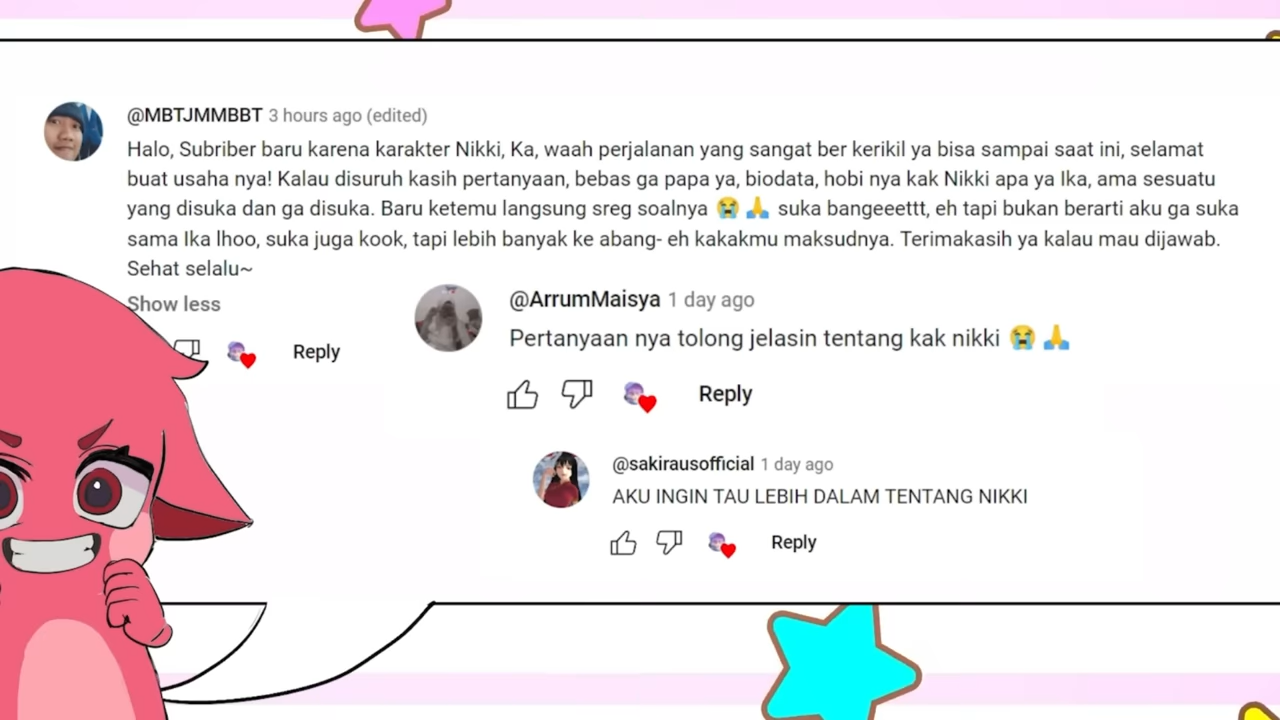 @MBTJMMBBT 3 hours ago (edited)
Halo, Subriber baru karena karakter Nikki, Ka, waah perjalanan yang sangat ber kerikil ya bisa sampai saat ini, selamat
buat usaha nya! Kalau disuruh kasih pertanyaan, bebas ga papa ya, biodata, hobi nya kak Nikki apa ya Ika, ama sesuatu
yang disuka dan ga disuka. Baru ketemu langsung sreg soalnya 😭 🙏 suka bangeeettt, eh tapi bukan berarti aku ga suka
sama Ika lhoo, suka juga kook, tapi lebih banyak ke abang- eh kakakmu maksudnya. Terimakasih ya kalau mau dijawab.
Sehat selalu~
Show less
Reply
@ArrumMaisya 1 day ago
Pertanyaan nya tolong jelasin tentang kak nikki 😭 🙏
Reply
@sakirausofficial 1 day ago
AKU INGIN TAU LEBIH DALAM TENTANG NIKKI
Reply